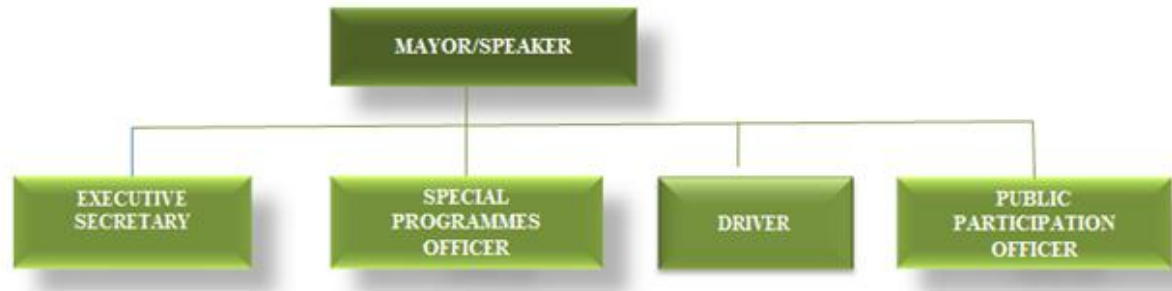 MAYOR/SPEAKER
EXECUTIVE
SECRETARY
SPECIAL
PROGRAMMES
OFFICER
DRIVER
PUBLIC
PARTICIPATION
OFFICER